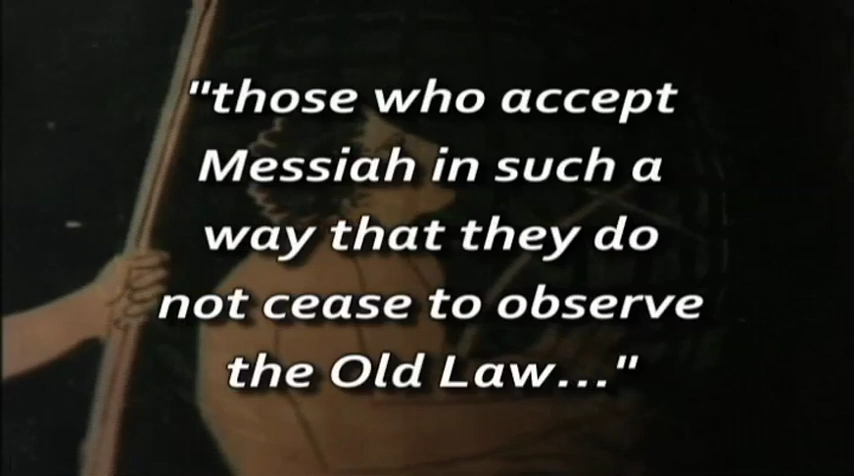 "those who accept
Messiah in such a
way that they do
not cease to observe
the Old Law..."